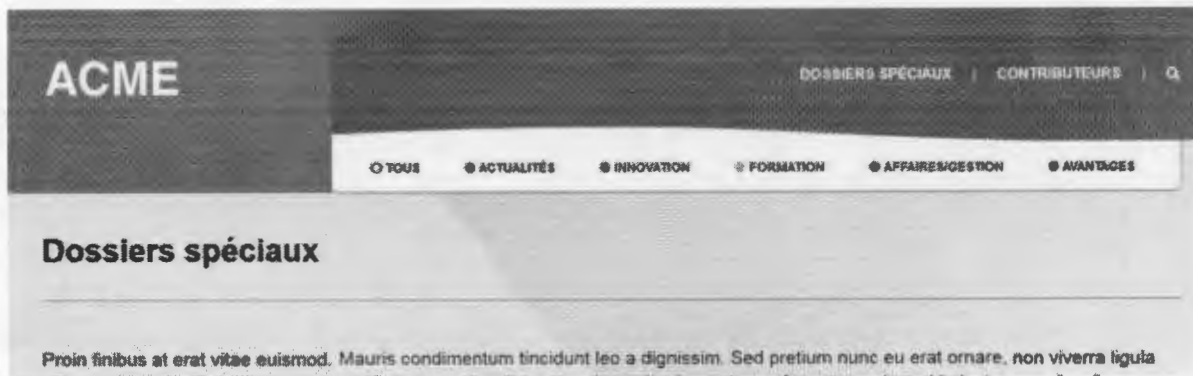 ACME
DOSSIERS SPÉCIAUX | CONTRIBUTEURS |
TOUS ACTUALITÉS INNOVATION FORMATION AFFAIRES/GESTION AVANTAGES
Dossiers spéciaux
Proin finibus at erat vitae euismod. Mauris condimentum tincidunt leo a dignissim. Sed pretium nunc eu erat ornare, non viverra ligula